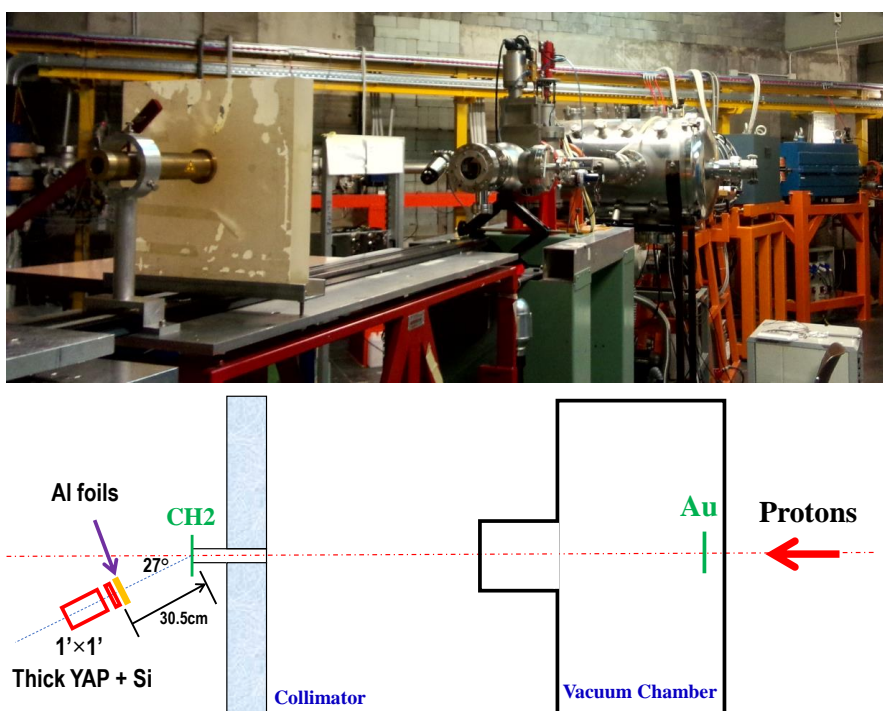 Al foils
CH2
Au
Protons
27°
30.5cm
1'×1'
Thick YAP + Si
Collimator
Vacuum Chamber